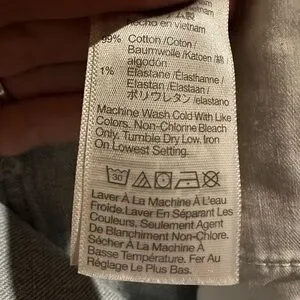 hecho en vietnam
99% Cotton /Coton /
Baumwolle /Katoen /綿
algodón
1% Elastane /Élasthanne /
Elastan /Elastaan /
ポリウレタン /elastano
Machine Wash Cold With Like
Colors. Non-Chlorine Bleach
Only. Tumble Dry Low. Iron
On Lowest Setting.
30
Laver À La Machine À L'eau
Froide.Laver En Séparant Les
Couleurs, Seulement Agent
De Blanchiment Non-Chloré.
Sécher À La Machine À
Basse Température. Fer Au
Réglage Le Plus Bas.